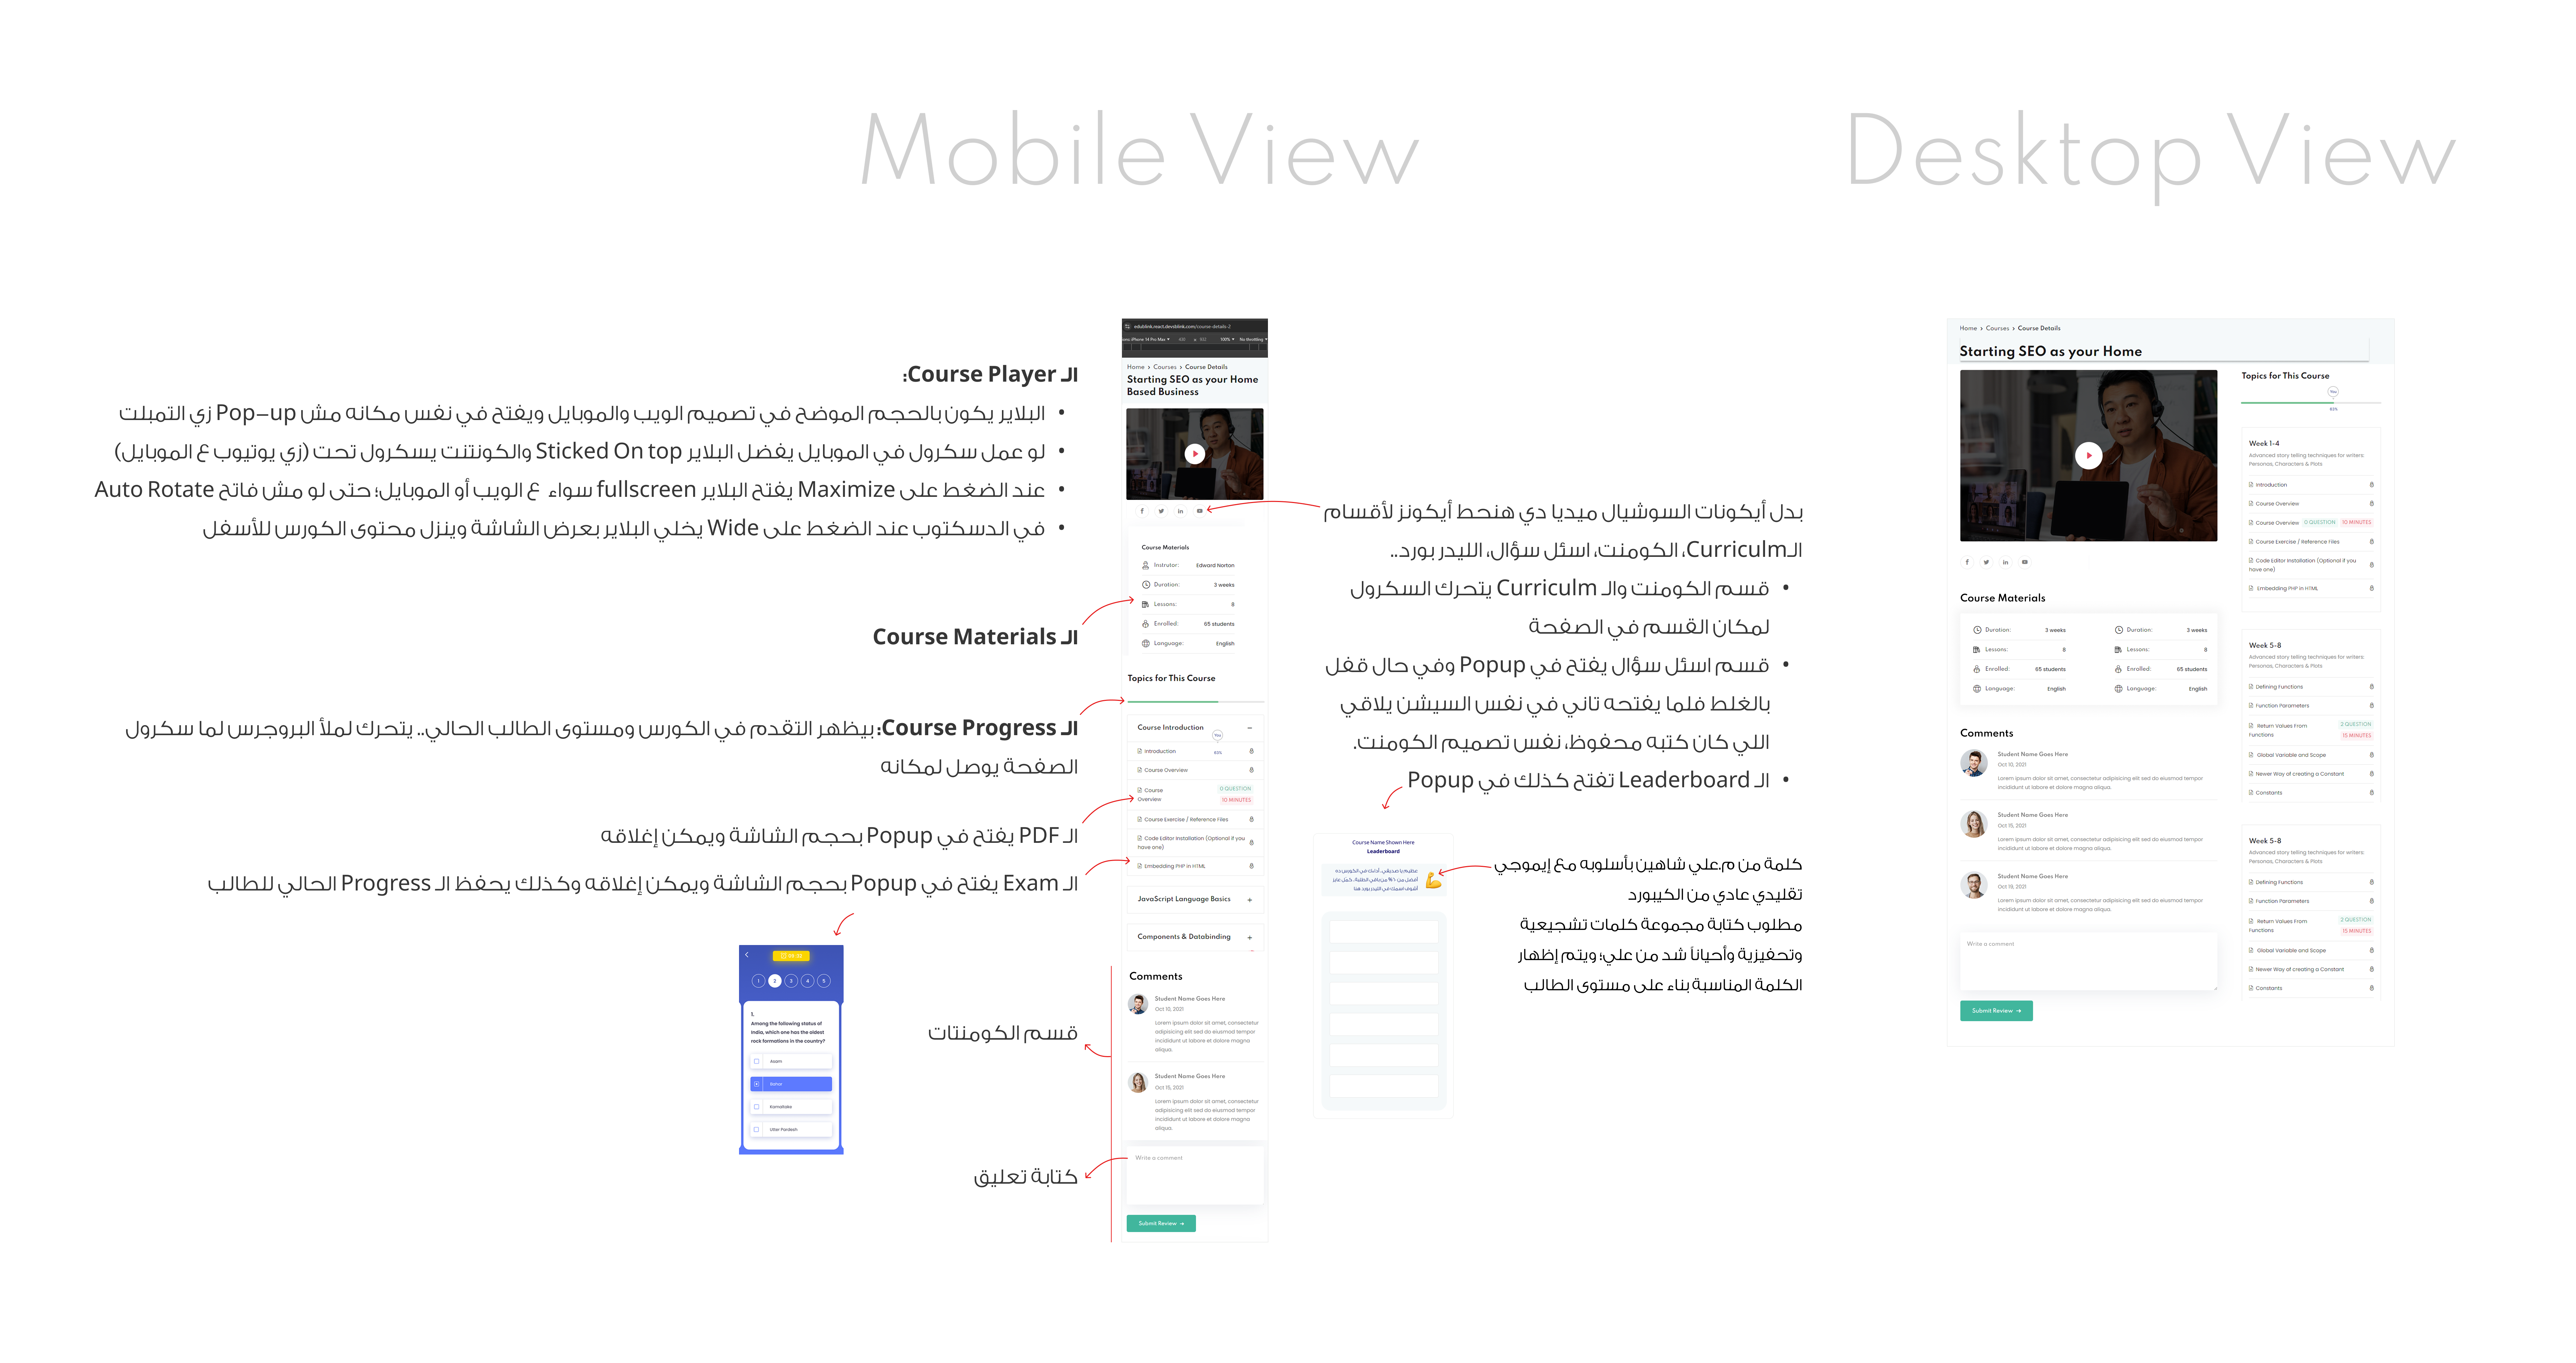 Mobile View
Desktop View
الـ Course Player:
• البلاير يكون بالحجم الموضح في تصميم الويب والموبايل ويفتح في نفس مكانه مش Pop-up زي التمبلت
• لو عمل سكرول في الموبايل يفضل البلاير Sticked On top والكونتنت يسكرول تحت (زي يوتيوب ع الموبايل)
• عند الضغط على Maximize يفتح البلاير fullscreen سواء ع الويب أو الموبايل؛ حتى لو مش فاتح Auto Rotate
• في الدسكتوب عند الضغط على Wide يخلي البلاير بعرض الشاشة وينزل محتوى الكورس للأسفل
الـ Course Materials
الـ Course Progress: بيظهر التقدم في الكورس ومستوى الطالب الحالي.. يتحرك لملأ البروجرس لما سكرول
الصفحة يوصل لمكانه
الـ PDF يفتح في Popup بحجم الشاشة ويمكن إغلاقه
الـ Exam يفتح في Popup بحجم الشاشة ويمكن إغلاقه وكذلك يحفظ الـ Progress الحالي للطالب
قسم الكومنتات
كتابة تعليق
1 2 3 4 5
1.
Among the following status of
India, which one has the oldest
rock formations in the country?
Assam
Karnataka
Utter Pardesh
edublink.react.devsblink.com/course-details-2
iPhone 14 Pro Max 100% No throttling
Home > Courses > Course Details
Starting SEO as your Home
Based Business
Course Materials
Instrutor: Edward Norton
Duration: 3 weeks
Lessons: 8
Enrolled: 65 students
Language: English
Topics for This Course
Course Introduction −
You
Introduction
83%
Course Overview
Course 0 QUESTION
Overview 10 MINUTES
Course Exercise / Reference Files
Code Editor Installation (Optional if you
have one)
Embedding PHP in HTML
JavaScript Language Basics +
Components & Databinding +
Comments
Student Name Goes Here
Oct 10, 2021
Lorem ipsum dolor sit amet, consectetur
adipisicing elit sed do eiusmod tempor
incididunt ut labore et dolore magna
aliqua.
Student Name Goes Here
Oct 15, 2021
Lorem ipsum dolor sit amet, consectetur
adipisicing elit sed do eiusmod tempor
incididunt ut labore et dolore magna
aliqua.
Write a comment
Submit Review →
بدل أيكونات السوشيال ميديا دي هنحط أيكونز لأقسام
الـCurriculm، الكومنت، اسئل سؤال، الليدر بورد..
• قسم الكومنت والـ Curriculm يتحرك السكرول
لمكان القسم في الصفحة
• قسم اسئل سؤال يفتح في Popup وفي حال قفل
بالغلط فلما يفتحه تاني في نفس السيشن يلاقي
اللي كان كتبه محفوظ، نفس تصميم الكومنت.
• الـ Leaderboard تفتح كذلك في Popup
Course Name Shown Here
Leaderboard
كلمة من م.علي شاهين بأسلوبه مع إيموجي
تقليدي عادي من الكيبورد
مطلوب كتابة مجموعة كلمات تشجيعية
وتحفيزية وأحياناً شد من علي؛ ويتم إظهار
الكلمة المناسبة بناء على مستوى الطالب
Home > Courses > Course Details
Starting SEO as your Home
Course Materials
Duration: 3 weeks Duration: 3 weeks
Lessons: 8 Lessons: 8
Enrolled: 65 students Enrolled: 65 students
Language: English Language: English
Comments
Student Name Goes Here
Oct 10, 2021
Lorem ipsum dolor sit amet, consectetur adipisicing elit sed do eiusmod tempor
incididunt ut labore et dolore magna aliqua.
Student Name Goes Here
Oct 15, 2021
Lorem ipsum dolor sit amet, consectetur adipisicing elit sed do eiusmod tempor
incididunt ut labore et dolore magna aliqua.
Student Name Goes Here
Oct 19, 2021
Lorem ipsum dolor sit amet, consectetur adipisicing elit sed do eiusmod tempor
incididunt ut labore et dolore magna aliqua.
Write a comment
Submit Review →
Topics for This Course
You
83%
Week 1-4
Advanced story telling techniques for writers:
Personas, Characters & Plots
Introduction
Course Overview
Course Overview 0 QUESTION 10 MINUTES
Course Exercise / Reference Files
Code Editor Installation (Optional if you
have one)
Embedding PHP in HTML
Week 5-8
Advanced story telling techniques for writers:
Personas, Characters & Plots
Defining Functions
Function Parameters
Return Values From 2 QUESTION
Functions 15 MINUTES
Global Variable and Scope
Newer Way of creating a Constant
Constants
Week 5-8
Advanced story telling techniques for writers:
Personas, Characters & Plots
Defining Functions
Function Parameters
Return Values From 2 QUESTION
Functions 15 MINUTES
Global Variable and Scope
Newer Way of creating a Constant
Constants